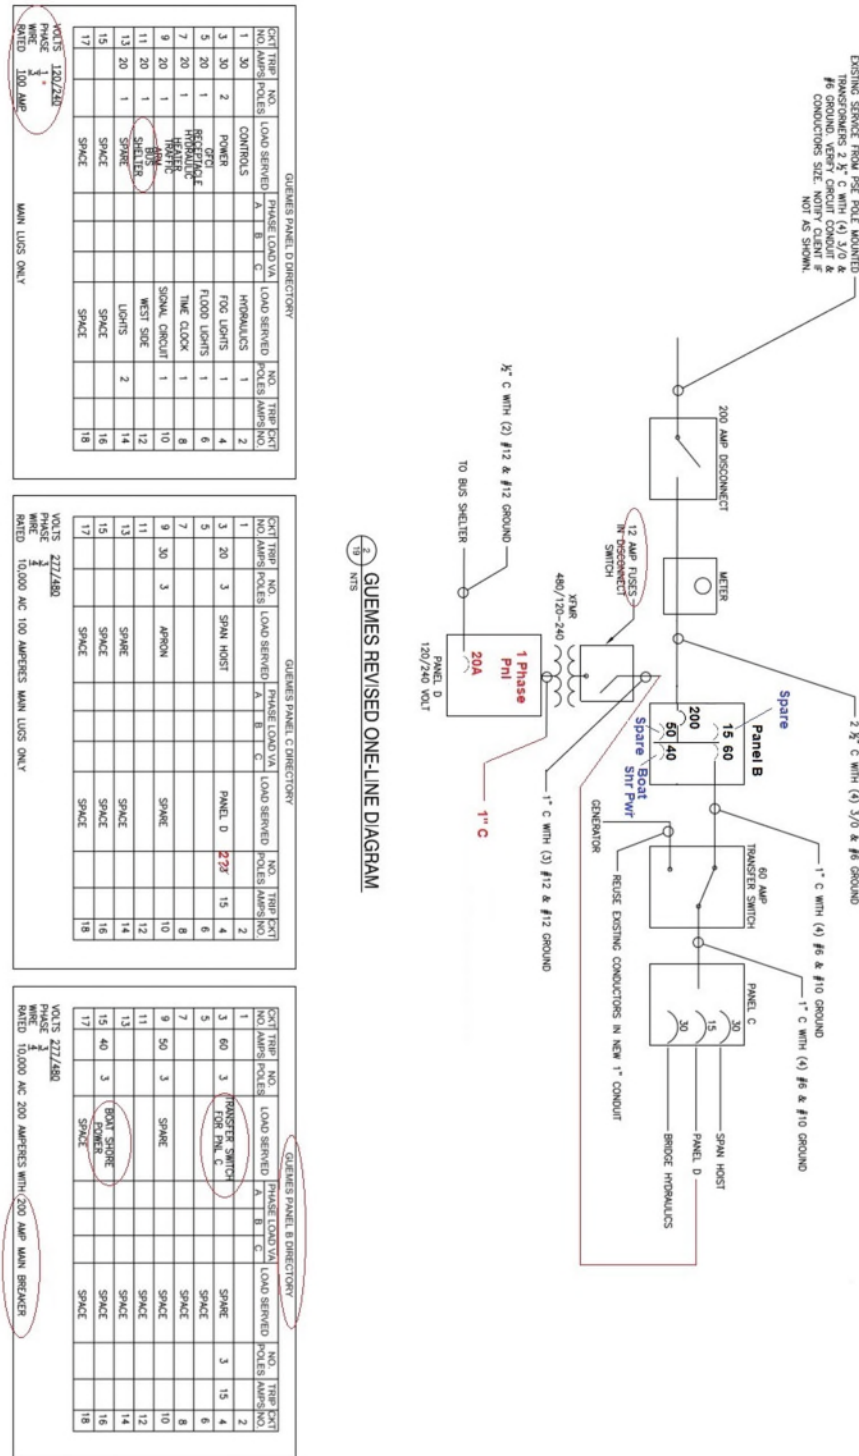 EXISTING SERVICE FROM PSE POLE MOUNTED
TRANSFORMERS 2 ½" C WITH (4) 3/0 &
#6 GROUND. VERIFY CIRCUIT CONDUIT &
CONDUCTORS SIZE. NOTIFY CLIENT IF
NOT AS SHOWN.
200 AMP DISCONNECT
METER
2 ½" C WITH (4) 3/0 & #6 GROUND
Spare
Panel B
15 60
200
50 40
Spare
Boat
Shr Pwr
1" C WITH (4) #6 & #10 GROUND
60 AMP
TRANSFER SWITCH
GENERATOR
1" C WITH (4) #6 & #10 GROUND
PANEL C
30
15
30
SPAN HOIST
PANEL D
BRIDGE HYDRAULICS
REUSE EXISTING CONDUCTORS IN NEW 1" CONDUIT
12 AMP FUSES
IN DISCONNECT
SWITCH
XFMR
480/120-240
1" C WITH (3) #12 & #12 GROUND
1" C
1 Phase
Pnl
20A
PANEL D
120/240 VOLT
½" C WITH (2) #12 & #12 GROUND
TO BUS SHELTER
2
19
GUEMES REVISED ONE-LINE DIAGRAM
NTS
GUEMES PANEL D DIRECTORY
CKT NO. TRIP AMPS NO. POLES LOAD SERVED PHASE LOAD VA A B C LOAD SERVED NO. POLES TRIP AMPS CKT NO.
1 30 CONTROLS HYDRAULICS 1 2
3 30 2 POWER FOG LIGHTS 1 4
5 20 1 GFCI RECEPTACLE FLOOD LIGHTS 1 6
7 20 1 HYDRAULIC HEATER TIME CLOCK 1 8
9 20 1 TRAFFIC ARM SIGNAL CIRCUIT 1 10
11 20 1 BUS SHELTER WEST SIDE 12
13 20 1 SPARE LIGHTS 2 14
15 SPACE SPACE 16
17 SPACE SPACE 18
VOLTS 120/240
PHASE 1
WIRE 3
RATED 100 AMP MAIN LUGS ONLY
GUEMES PANEL C DIRECTORY
CKT NO. TRIP AMPS NO. POLES LOAD SERVED PHASE LOAD VA A B C LOAD SERVED NO. POLES TRIP AMPS CKT NO.
1 2
3 20 3 SPAN HOIST PANEL D 2?3 15 4
5 6
7 8
9 30 3 APRON SPARE 10
11 12
13 SPARE SPACE 14
15 SPACE SPACE 16
17 SPACE SPACE 18
VOLTS 277/480
PHASE 3
WIRE 4
RATED 10,000 AIC 100 AMPERES MAIN LUGS ONLY
GUEMES PANEL B DIRECTORY
CKT NO. TRIP AMPS NO. POLES LOAD SERVED PHASE LOAD VA A B C LOAD SERVED NO. POLES TRIP AMPS CKT NO.
1 2
3 60 3 TRANSFER SWITCH FOR PNL C SPARE 3 15 4
5 SPACE 6
7 SPACE 8
9 50 3 SPARE SPACE 10
11 SPACE 12
13 SPACE 14
15 40 3 BOAT SHORE POWER SPACE 16
17 SPACE SPACE 18
VOLTS 277/480
PHASE 3
WIRE 4
RATED 10,000 AIC 200 AMPERES WITH 200 AMP MAIN BREAKER